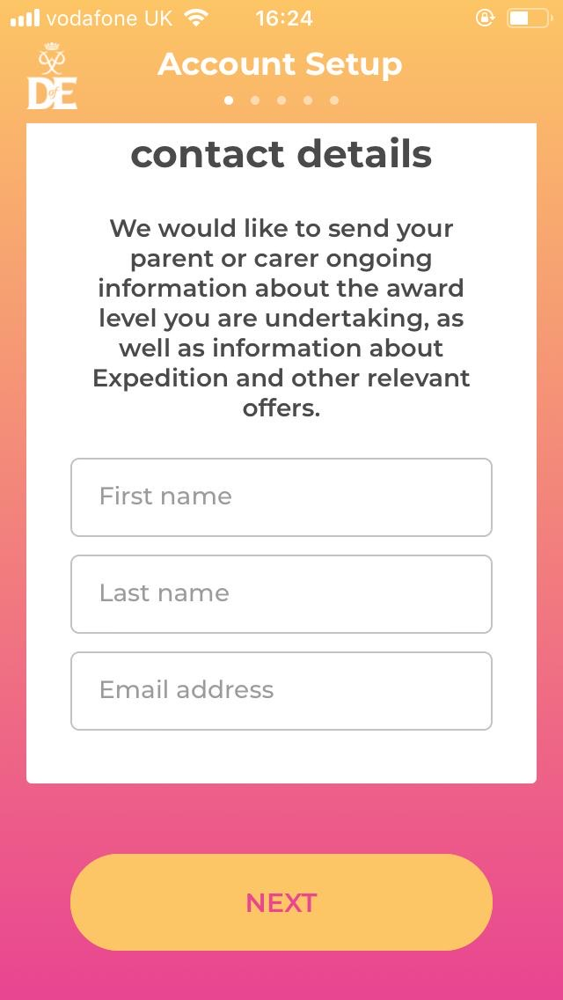 vodafone UK 16:24
Account Setup
DofE
contact details
We would like to send your
parent or carer ongoing
information about the award
level you are undertaking, as
well as information about
Expedition and other relevant
offers.
First name
Last name
Email address
NEXT